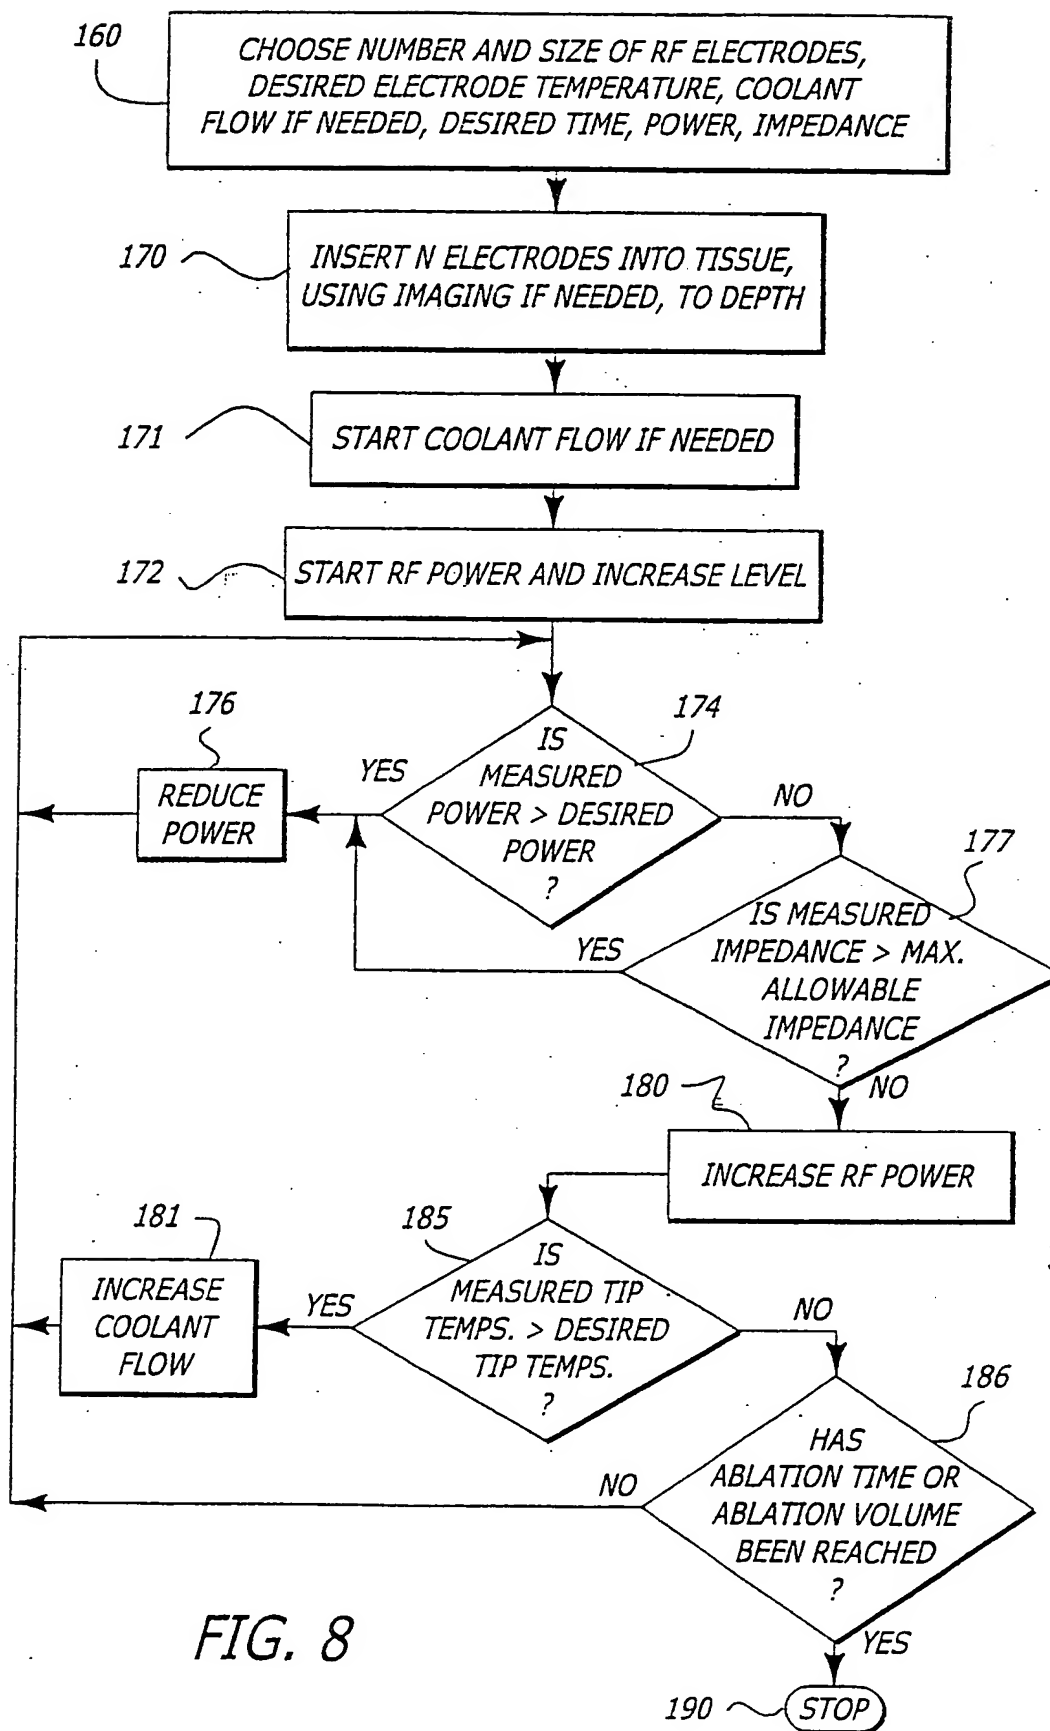 160
CHOOSE NUMBER AND SIZE OF RF ELECTRODES,
DESIRED ELECTRODE TEMPERATURE, COOLANT
FLOW IF NEEDED, DESIRED TIME, POWER, IMPEDANCE
170
INSERT N ELECTRODES INTO TISSUE,
USING IMAGING IF NEEDED, TO DEPTH
171
START COOLANT FLOW IF NEEDED
172
START RF POWER AND INCREASE LEVEL
174
IS
MEASURED
POWER > DESIRED
POWER
?
YES
NO
176
REDUCE
POWER
177
IS MEASURED
IMPEDANCE > MAX.
ALLOWABLE
IMPEDANCE
?
YES
NO
180
INCREASE RF POWER
185
IS
MEASURED TIP
TEMPS. > DESIRED
TIP TEMPS.
?
YES
NO
181
INCREASE
COOLANT
FLOW
186
HAS
ABLATION TIME OR
ABLATION VOLUME
BEEN REACHED
?
NO
YES
190
STOP
FIG. 8